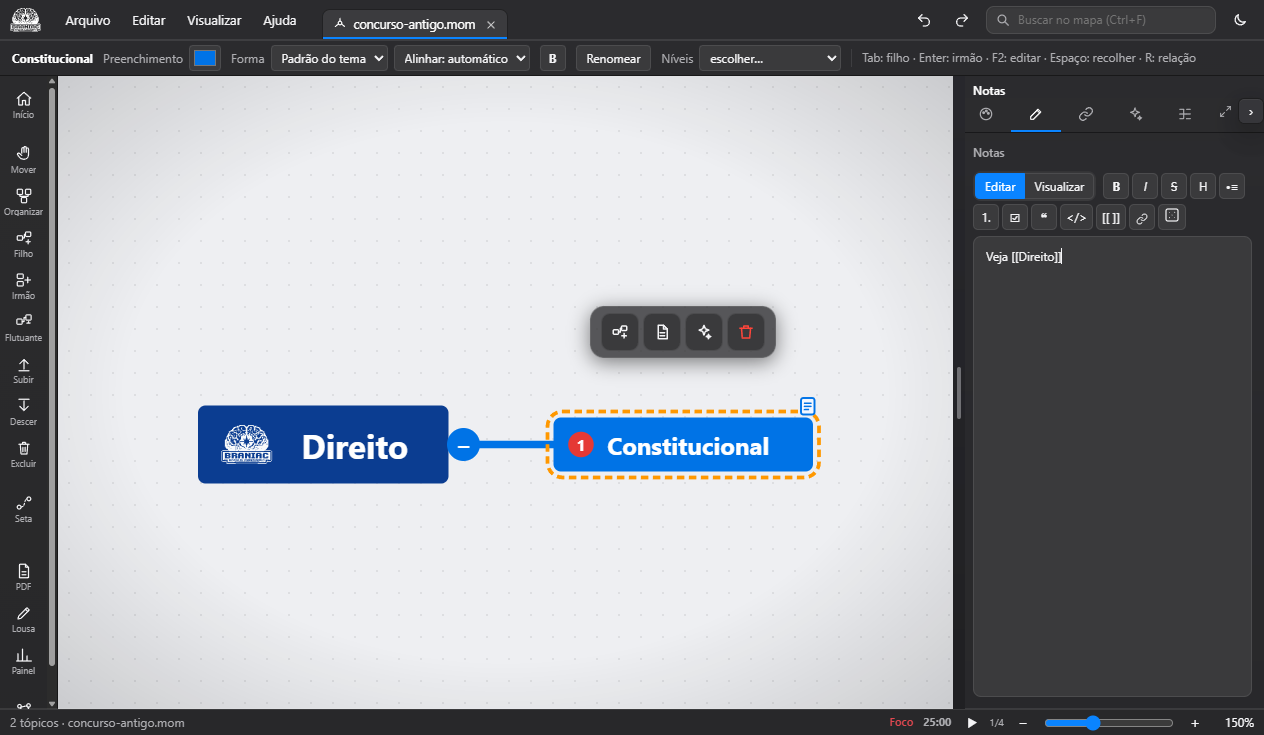 Arquivo Editar Visualizar Ajuda concurso-antigo.mom × Buscar no mapa (Ctrl+F)
Constitucional Preenchimento Forma Padrão do tema Alinhar: automático B Renomear Níveis escolher... Tab: filho · Enter: irmão · F2: editar · Espaço: recolher · R: relação
Início
Mover
Organizar
Filho
Irmão
Flutuante
Subir
Descer
Excluir
Seta
PDF
Lousa
Painel
BRANIAC
Direito
1 Constitucional
Notas
Notas
Editar Visualizar B I S H
1. ❝ </> [[ ]]
Veja [[Direito]]
2 tópicos · concurso-antigo.mom Foco 25:00 1/4 − + 150%